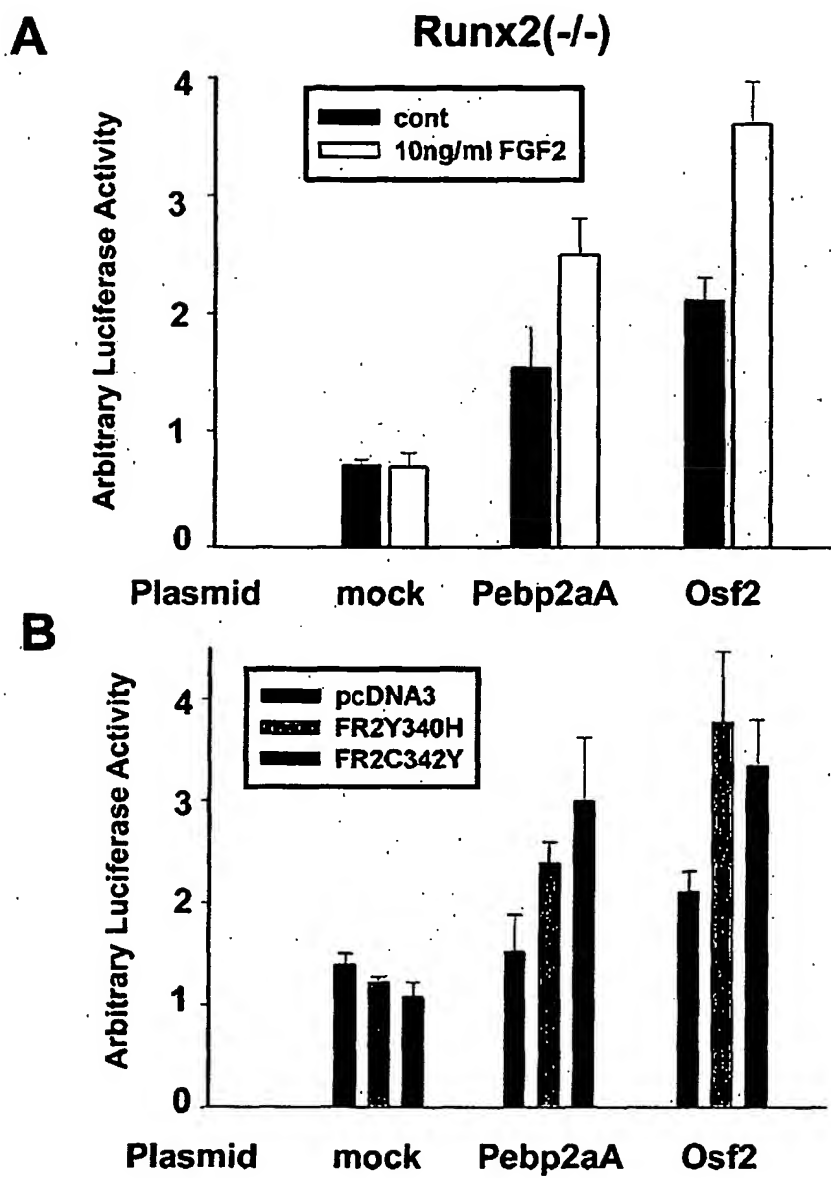 A
Runx2(-/-)
Arbitrary Luciferase Activity
4
3
2
1
0
cont
10ng/ml FGF2
Plasmid mock Pebp2aA Osf2
B
Arbitrary Luciferase Activity
4
3
2
1
0
pcDNA3
FR2Y340H
FR2C342Y
Plasmid mock Pebp2aA Osf2